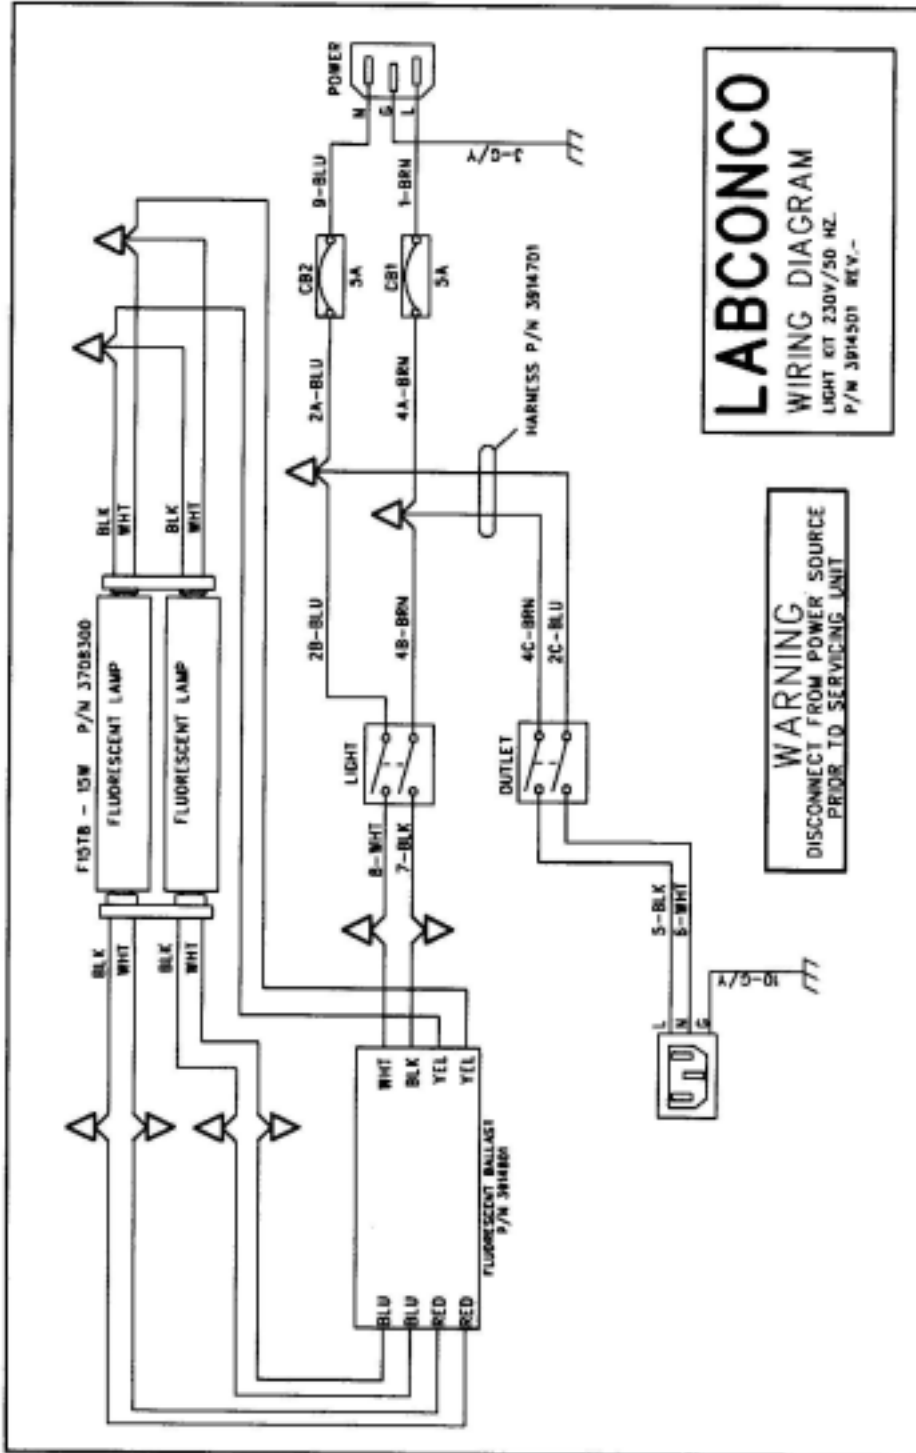 F15T8 - 15W P/N 3708300
FLUORESCENT LAMP
FLUORESCENT LAMP
BLK
WHT
BLK
WHT
BLK
WHT
BLK
WHT
POWER
N
G
L
9-BLU
1-BRN
3-G/Y
CB2
5A
CB1
5A
2A-BLU
4A-BRN
HARNESS P/N 3914701
2B-BLU
4B-BRN
4C-BRN
2C-BLU
LIGHT
OUTLET
8-WHT
7-BLK
5-BLK
6-WHT
L
N
G
10-G/Y
WHT
BLK
YEL
YEL
BLU
BLU
RED
RED
FLUORESCENT BALLAST
P/N 3914801
LABCONCO
WIRING DIAGRAM
LIGHT KIT 230V/50 HZ.
P/N 3914501 REV.-
WARNING
DISCONNECT FROM POWER SOURCE
PRIOR TO SERVICING UNIT